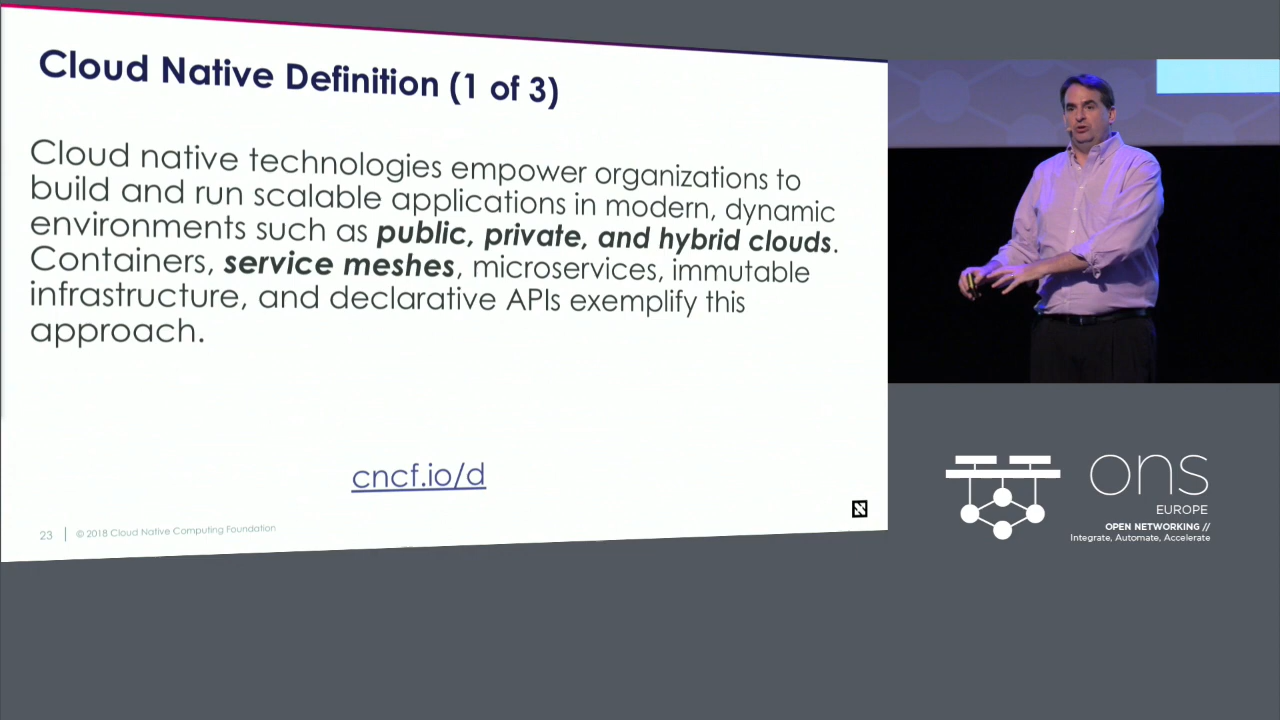 Cloud Native Definition (1 of 3)
Cloud native technologies empower organizations to
build and run scalable applications in modern, dynamic
environments such as public, private, and hybrid clouds.
Containers, service meshes, microservices, immutable
infrastructure, and declarative APIs exemplify this
approach.
cncf.io/d
23 | © 2018 Cloud Native Computing Foundation
ons
EUROPE
OPEN NETWORKING //
Integrate, Automate, Accelerate